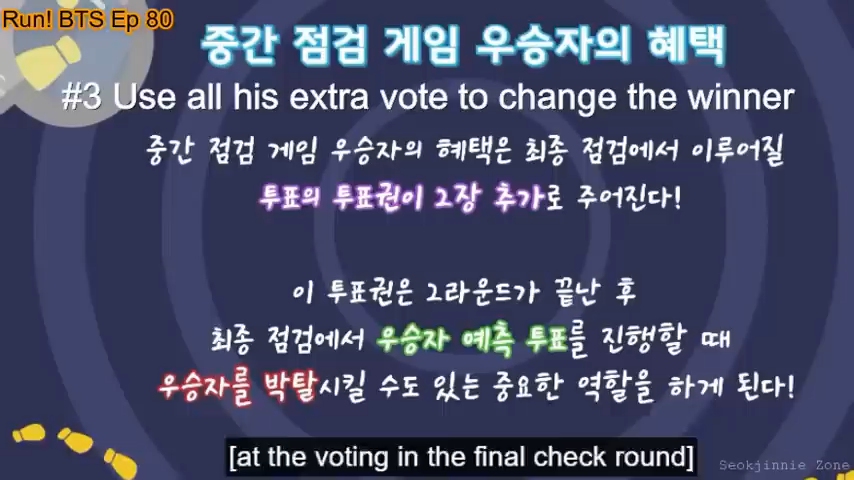 Run! BTS Ep 80
중간 점검 게임 우승자의 혜택
#3 Use all his extra vote to change the winner
중간 점검 게임 우승자의 혜택은 최종 점검에서 이루어질
투표의 투표권이 2장 추가로 주어진다!
이 투표권은 2라운드가 끝난 후
최종 점검에서 우승자 예측 투표를 진행할 때
우승자를 박탈시킬 수도 있는 중요한 역할을 하게 된다!
[at the voting in the final check round]
Seokjinnie Zone